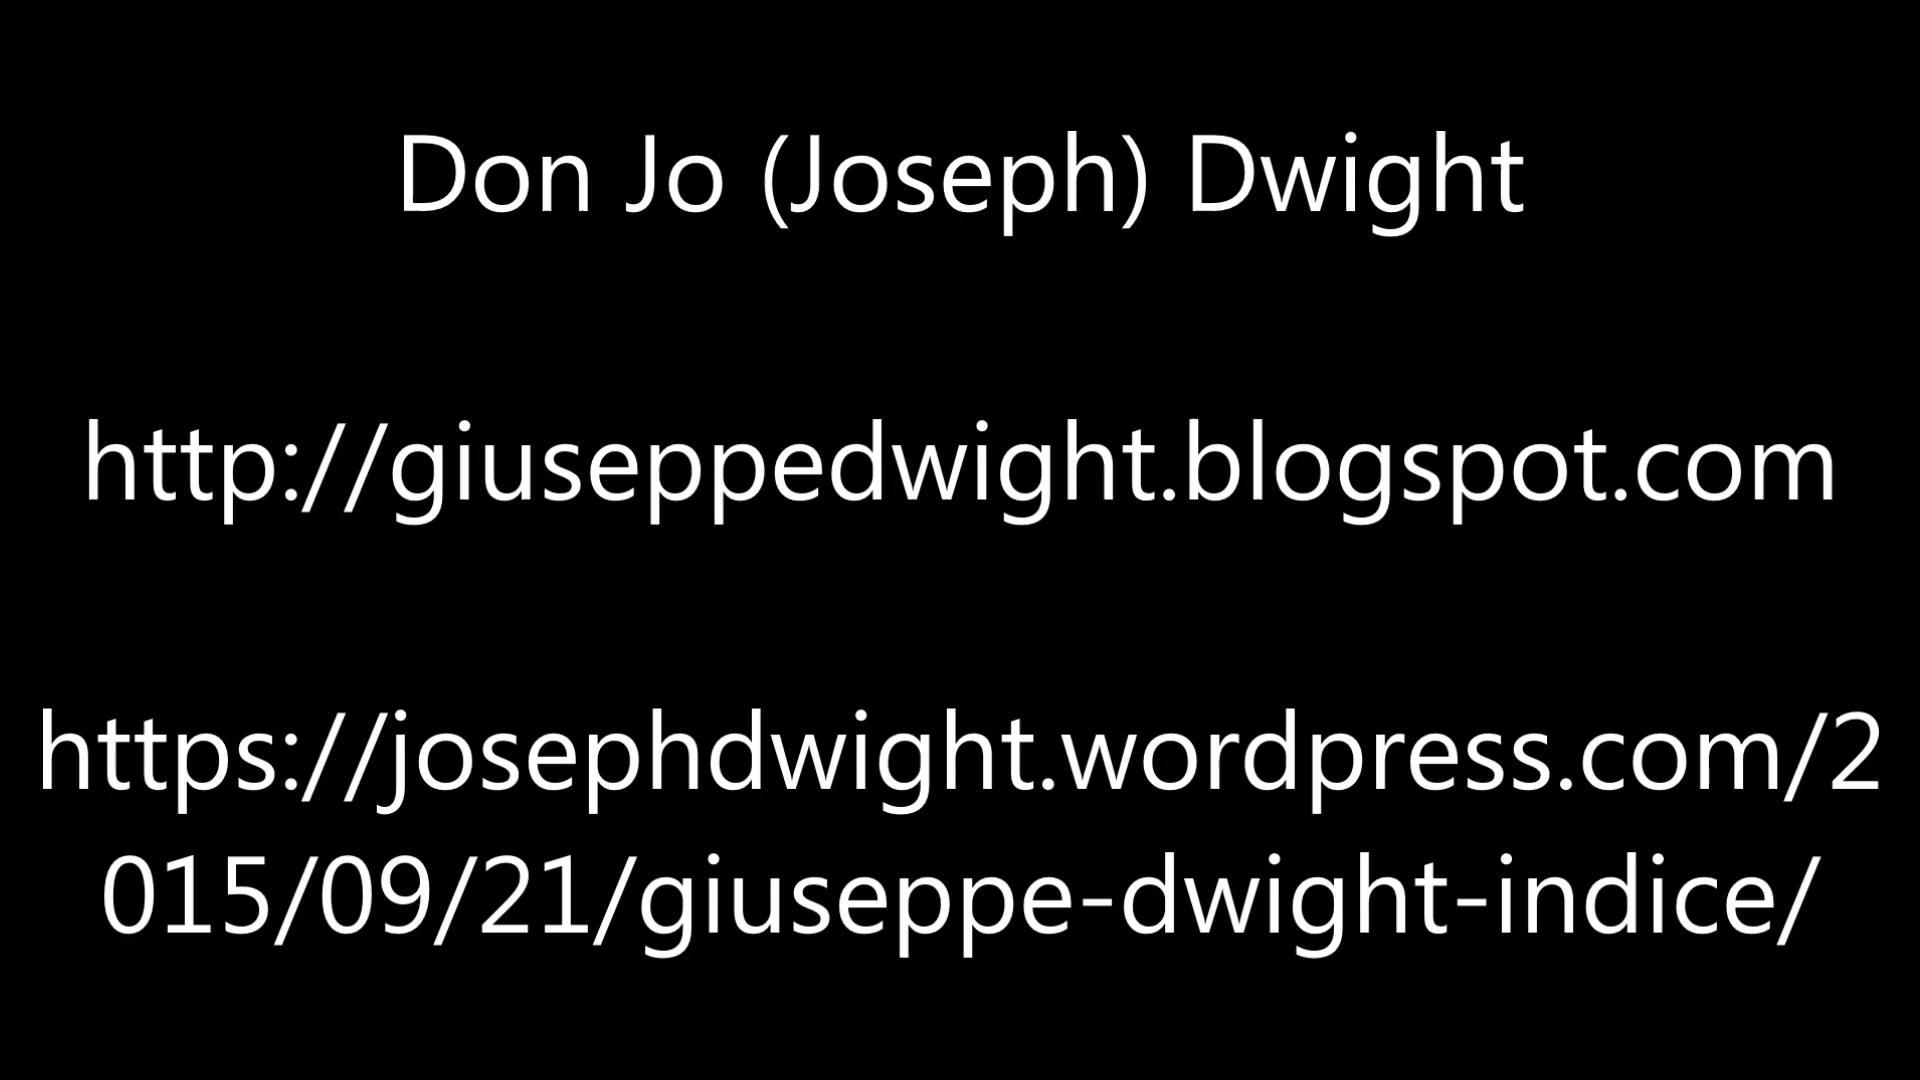 Don Jo (Joseph) Dwight
http://giuseppedwight.blogspot.com
https://josephdwight.wordpress.com/2
015/09/21/giuseppe-dwight-indice/